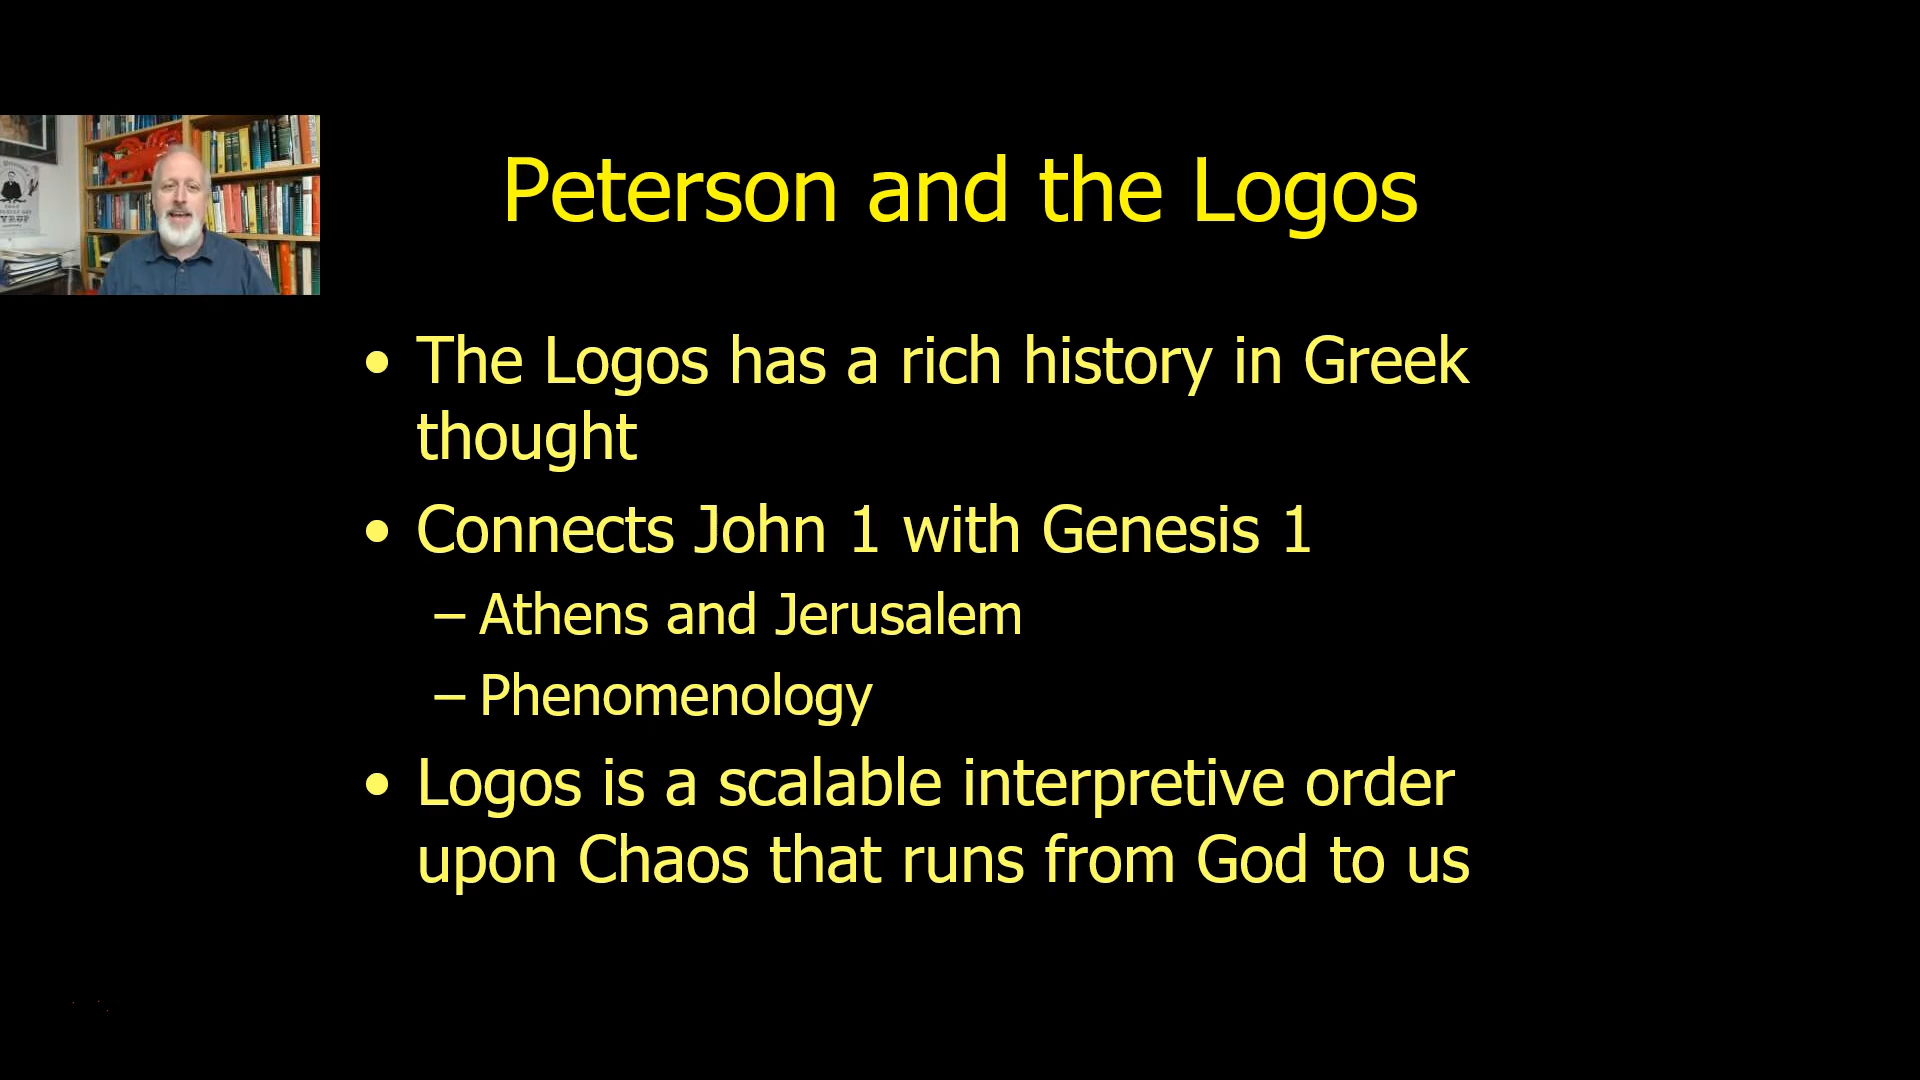 Peterson and the Logos
• The Logos has a rich history in Greek
thought
• Connects John 1 with Genesis 1
– Athens and Jerusalem
– Phenomenology
• Logos is a scalable interpretive order
upon Chaos that runs from God to us